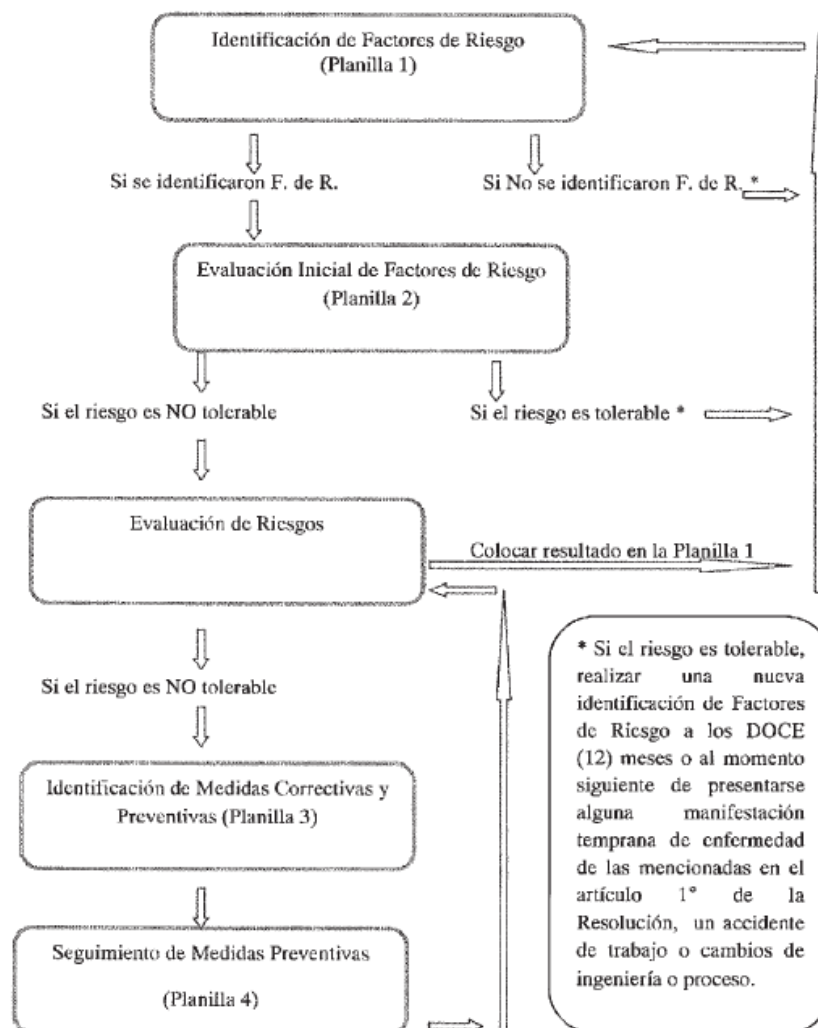 Identificación de Factores de Riesgo
(Planilla 1)
Si se identificaron F. de R.
Si No se identificaron F. de R. *
Evaluación Inicial de Factores de Riesgo
(Planilla 2)
Si el riesgo es NO tolerable
Si el riesgo es tolerable *
Evaluación de Riesgos
Colocar resultado en la Planilla 1
Si el riesgo es NO tolerable
Identificación de Medidas Correctivas y
Preventivas (Planilla 3)
Seguimiento de Medidas Preventivas
(Planilla 4)
* Si el riesgo es tolerable,
realizar una nueva
identificación de Factores
de Riesgo a los DOCE
(12) meses o al momento
siguiente de presentarse
alguna manifestación
temprana de enfermedad
de las mencionadas en el
artículo 1° de la
Resolución, un accidente
de trabajo o cambios de
ingeniería o proceso.